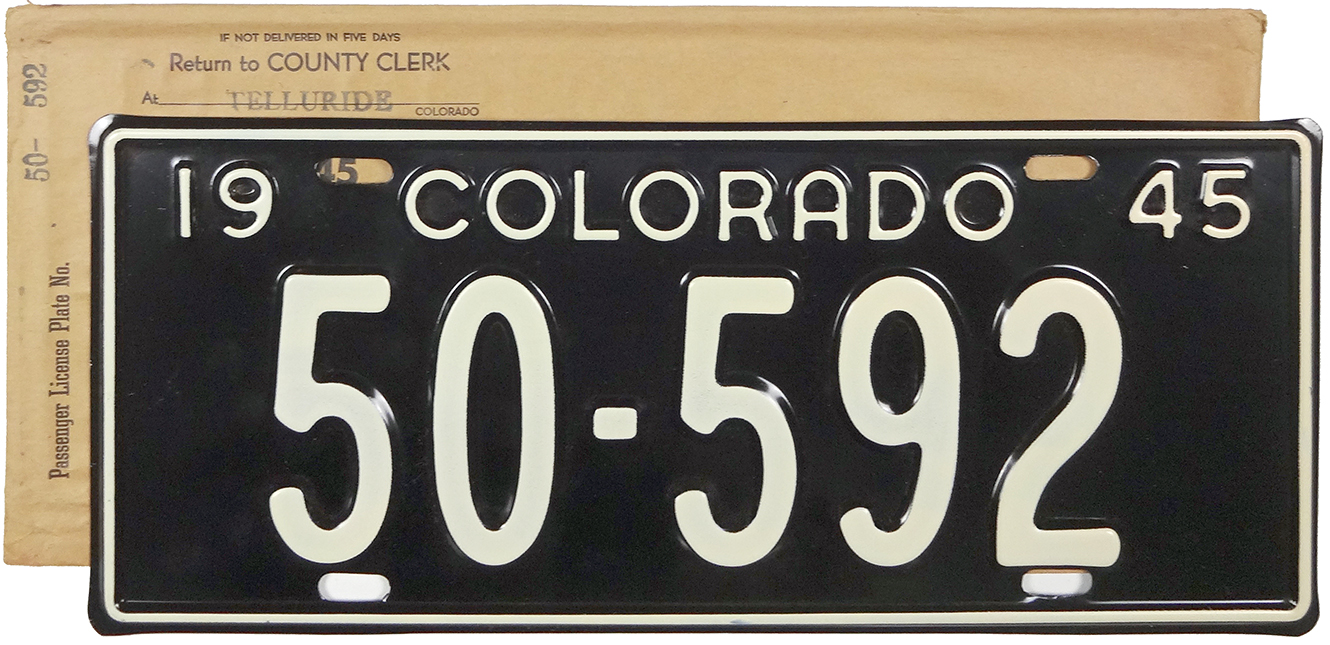 IF NOT DELIVERED IN FIVE DAYS
Return to COUNTY CLERK
At TELLURIDE COLORADO
50- 592
Passenger License Plate No.
45
19 COLORADO 45
50-592